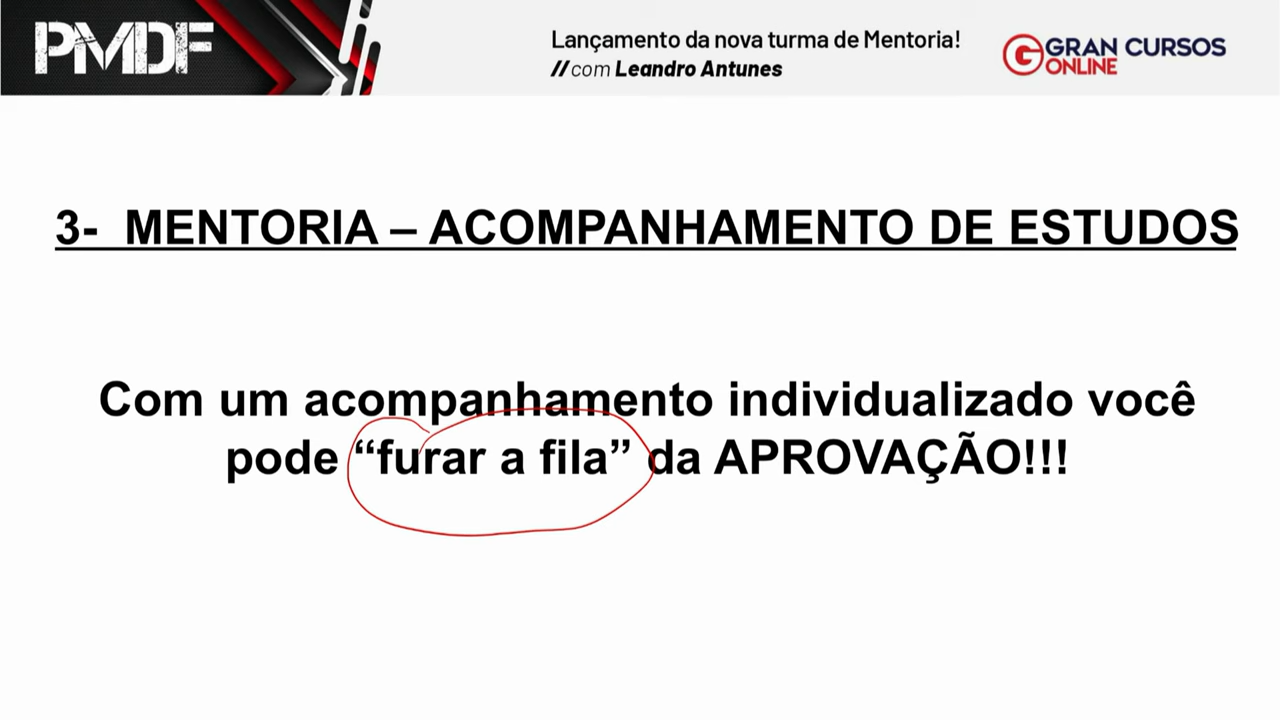 PMDF
Lançamento da nova turma de Mentoria!
// com Leandro Antunes
GRAN CURSOS
ONLINE
3- MENTORIA – ACOMPANHAMENTO DE ESTUDOS
Com um acompanhamento individualizado você
pode “furar a fila” da APROVAÇÃO!!!